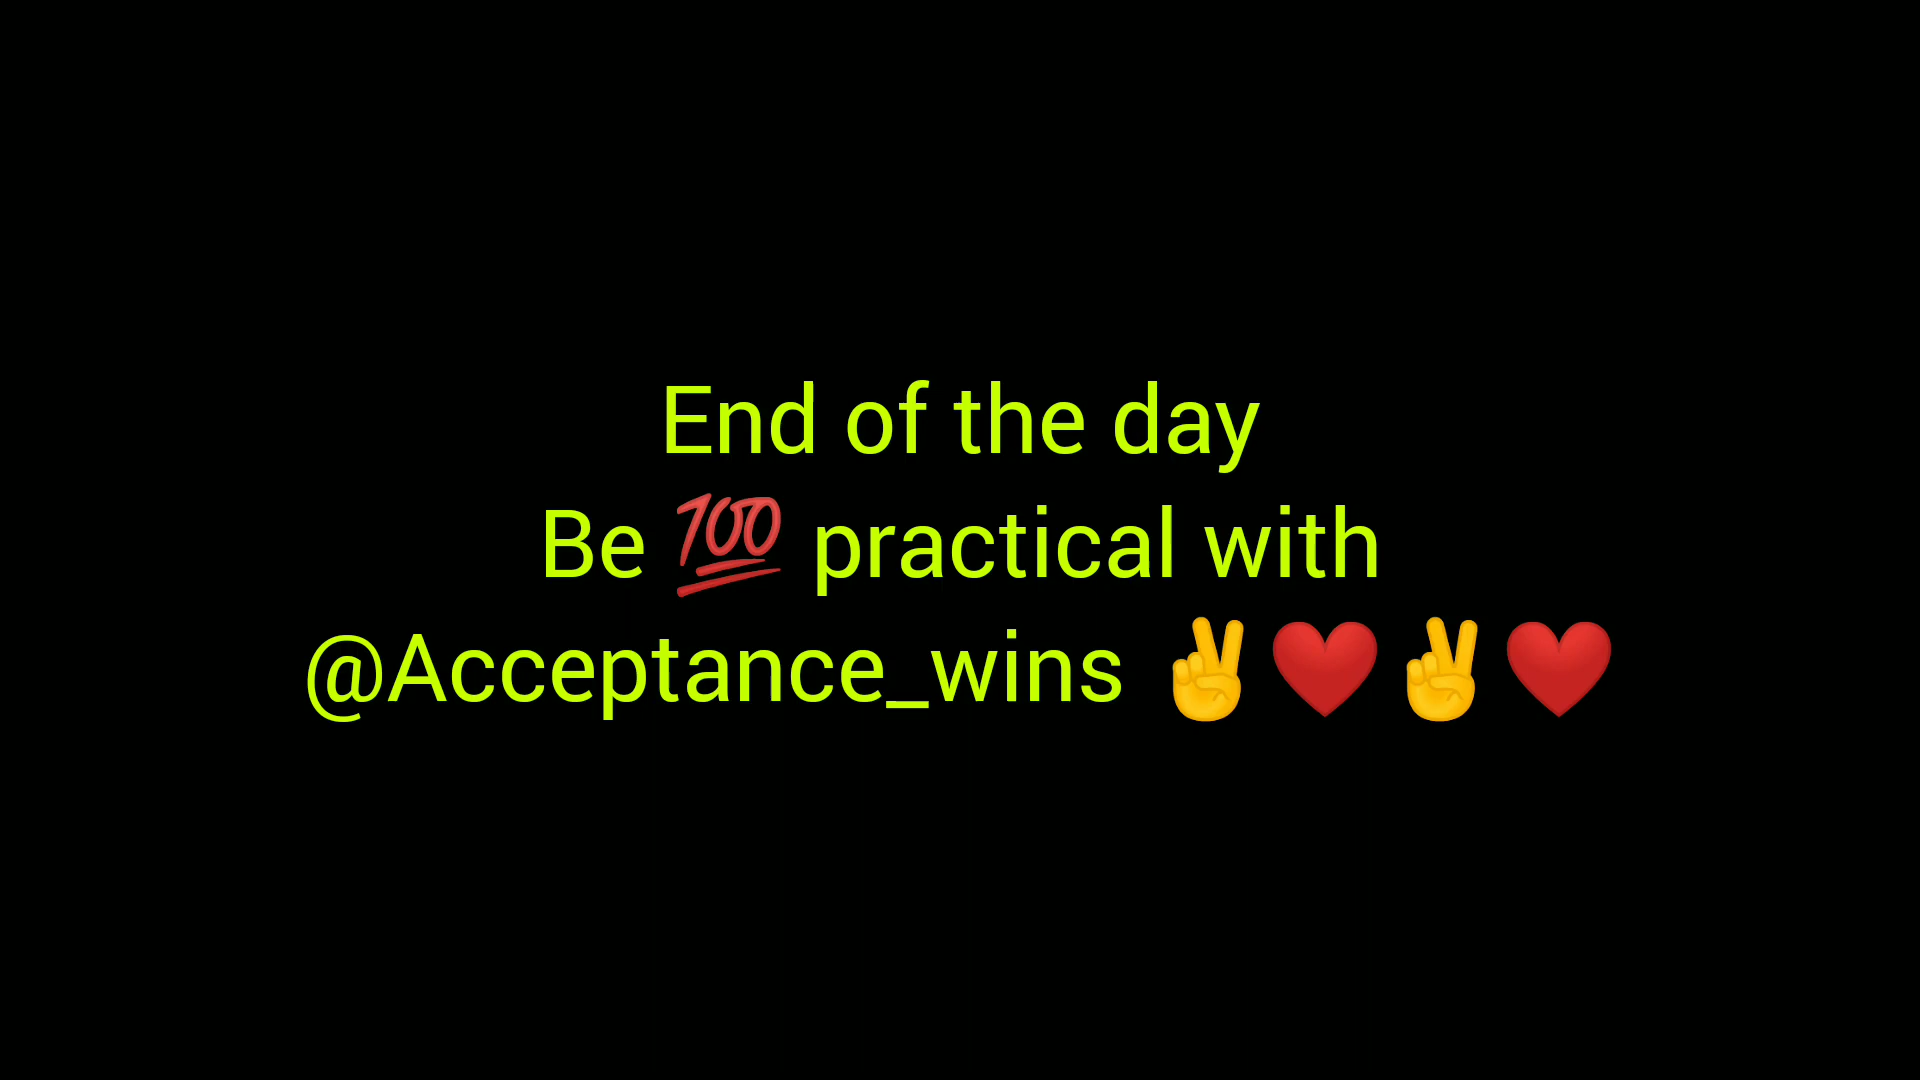 End of the day
Be 💯 practical with
@Acceptance_wins ✌️❤️✌️❤️